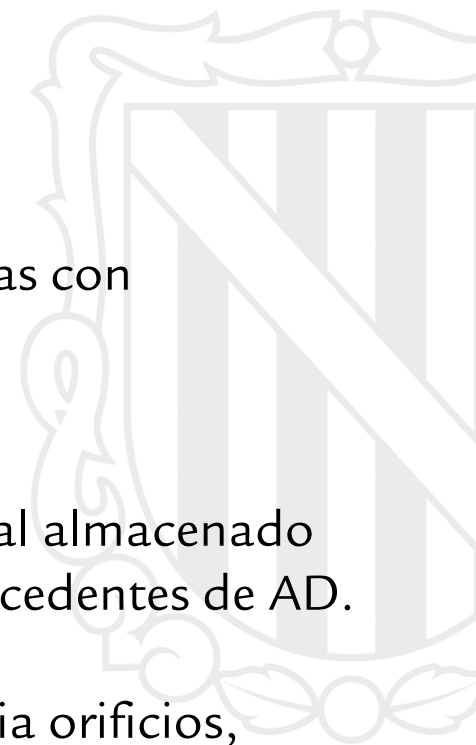 as con
al almacenado
cedentes de AD.
ia orificios,